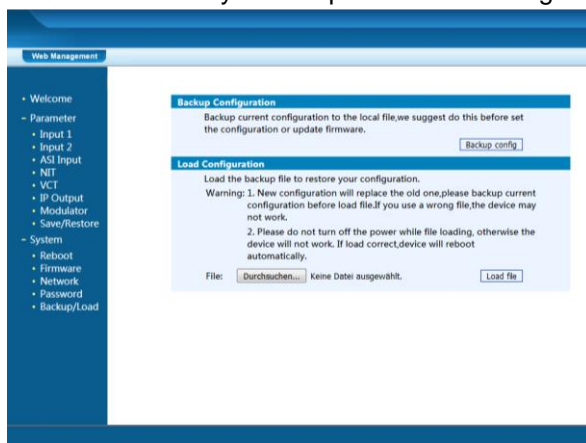 Web Management
• Welcome
- Parameter
• Input 1
• Input 2
• ASI Input
• NIT
• VCT
• IP Output
• Modulator
• Save/Restore
- System
• Reboot
• Firmware
• Network
• Password
• Backup/Load
Backup Configuration
Backup current configuration to the local file,we suggest do this before set
the configuration or update firmware.
Backup config
Load Configuration
Load the backup file to restore your configuration.
Warning: 1. New configuration will replace the old one,please backup current
configuration before load file.If you use a wrong file,the device may
not work.
2. Please do not turn off the power while file loading, otherwise the
device will not work. If load correct,device will reboot
automatically.
File: Durchsuchen... Keine Datei ausgewählt. Load file